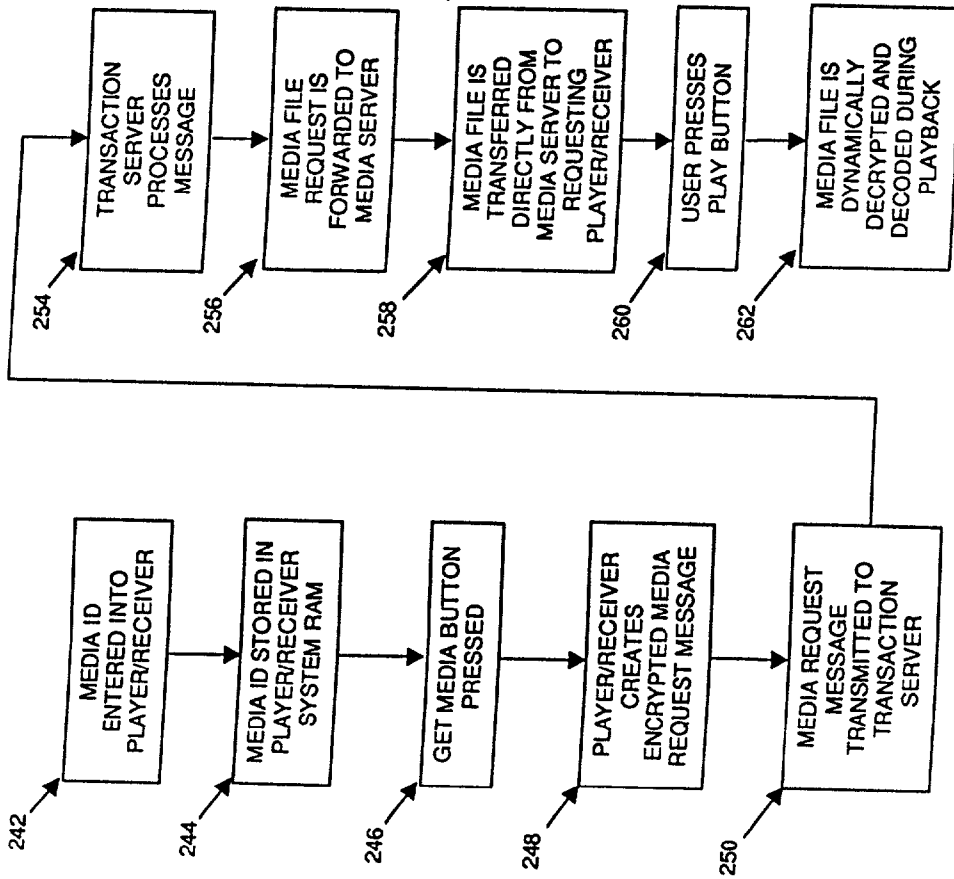 242
MEDIA ID
ENTERED INTO
PLAYER/RECEIVER
244
MEDIA ID STORED IN
PLAYER/RECEIVER
SYSTEM RAM
246
GET MEDIA BUTTON
PRESSED
248
PLAYER/RECEIVER
CREATES
ENCRYPTED MEDIA
REQUEST MESSAGE
250
MEDIA REQUEST
MESSAGE
TRANSMITTED TO
TRANSACTION
SERVER
254
TRANSACTION
SERVER
PROCESSES
MESSAGE
256
MEDIA FILE
REQUEST IS
FORWARDED TO
MEDIA SERVER
258
MEDIA FILE IS
TRANSFERRED
DIRECTLY FROM
MEDIA SERVER TO
REQUESTING
PLAYER/RECEIVER
260
USER PRESSES
PLAY BUTTON
262
MEDIA FILE IS
DYNAMICALLY
DECRYPTED AND
DECODED DURING
PLAYBACK